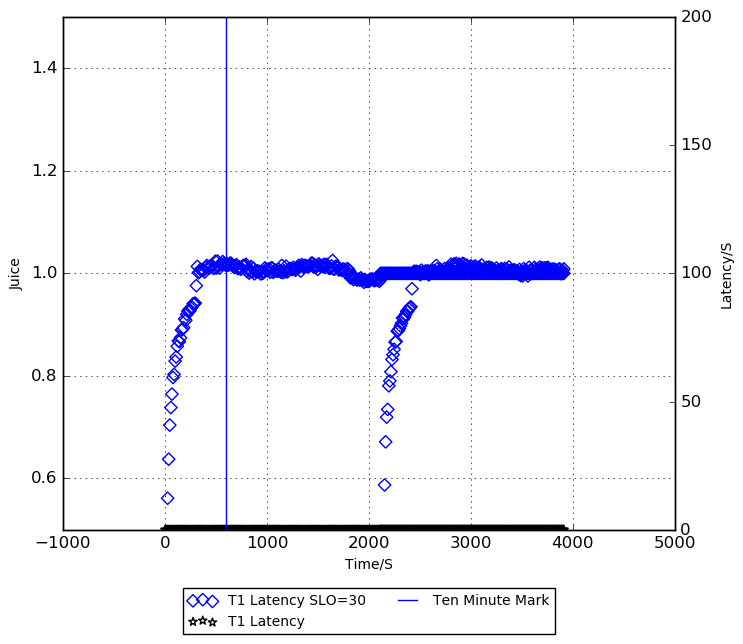 1.4
1.2
1.0
0.8
0.6
Juice
200
150
100
50
0
Latency/S
−1000
0
1000
2000
3000
4000
5000
Time/S
T1 Latency SLO=30
T1 Latency
Ten Minute Mark